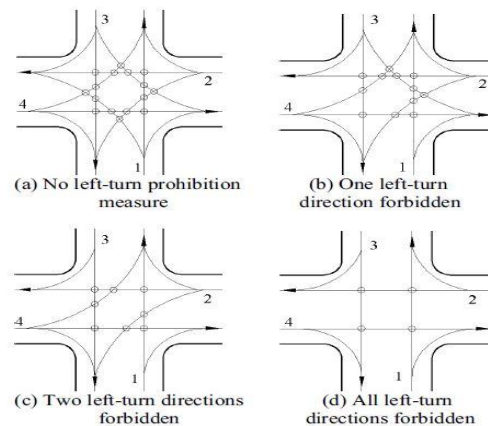 3
2
4
1
(a) No left-turn prohibition
measure
3
2
4
1
(b) One left-turn
direction forbidden
3
2
4
1
(c) Two left-turn directions
forbidden
3
2
4
1
(d) All left-turn
directions forbidden